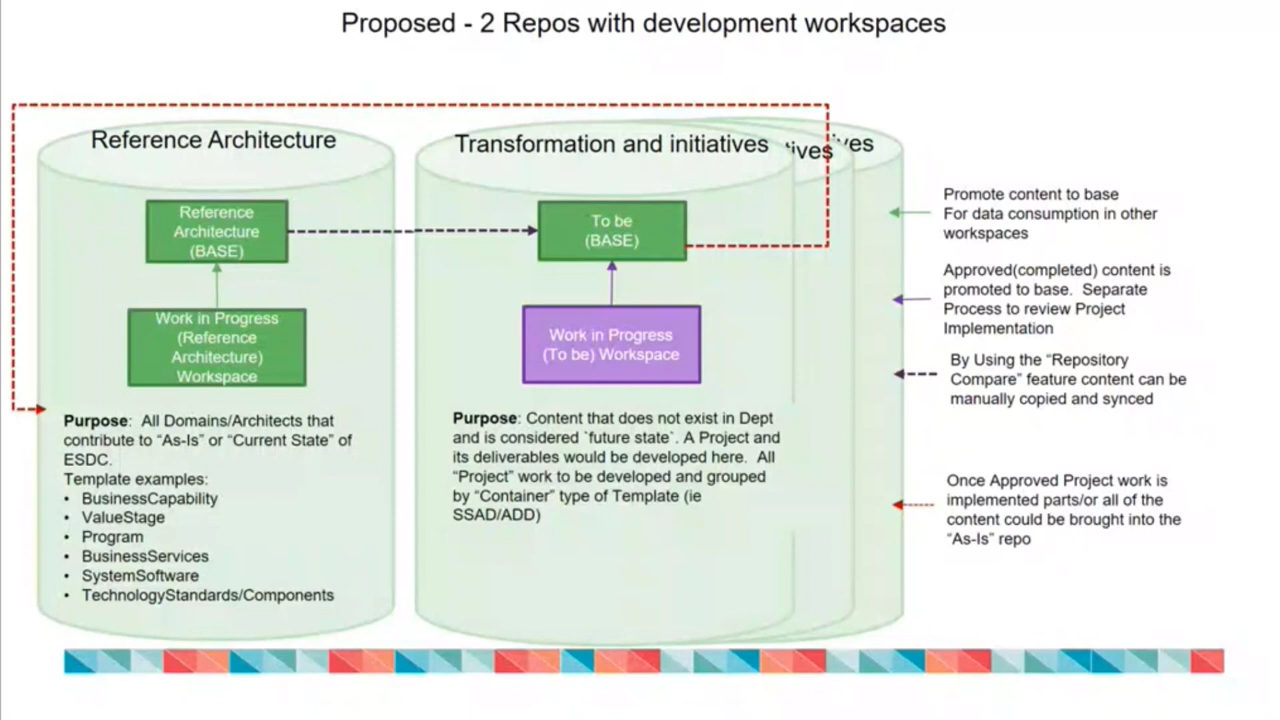 Proposed - 2 Repos with development workspaces
Reference Architecture
Reference
Architecture
(BASE)
Work in Progress
(Reference
Architecture)
Workspace
Purpose: All Domains/Architects that
contribute to “As-Is” or “Current State” of
ESDC.
Template examples:
• BusinessCapability
• ValueStage
• Program
• BusinessServices
• SystemSoftware
• TechnologyStandards/Components
Transformation and initiatives
tives
ives
To be
(BASE)
Work in Progress
(To be) Workspace
Purpose: Content that does not exist in Dept
and is considered `future state`. A Project and
its deliverables would be developed here. All
“Project” work to be developed and grouped
by “Container” type of Template (ie
SSAD/ADD)
Promote content to base
For data consumption in other
workspaces
Approved(completed) content is
promoted to base. Separate
Process to review Project
Implementation
By Using the “Repository
Compare” feature content can be
manually copied and synced
Once Approved Project work is
implemented parts/or all of the
content could be brought into the
“As-Is” repo